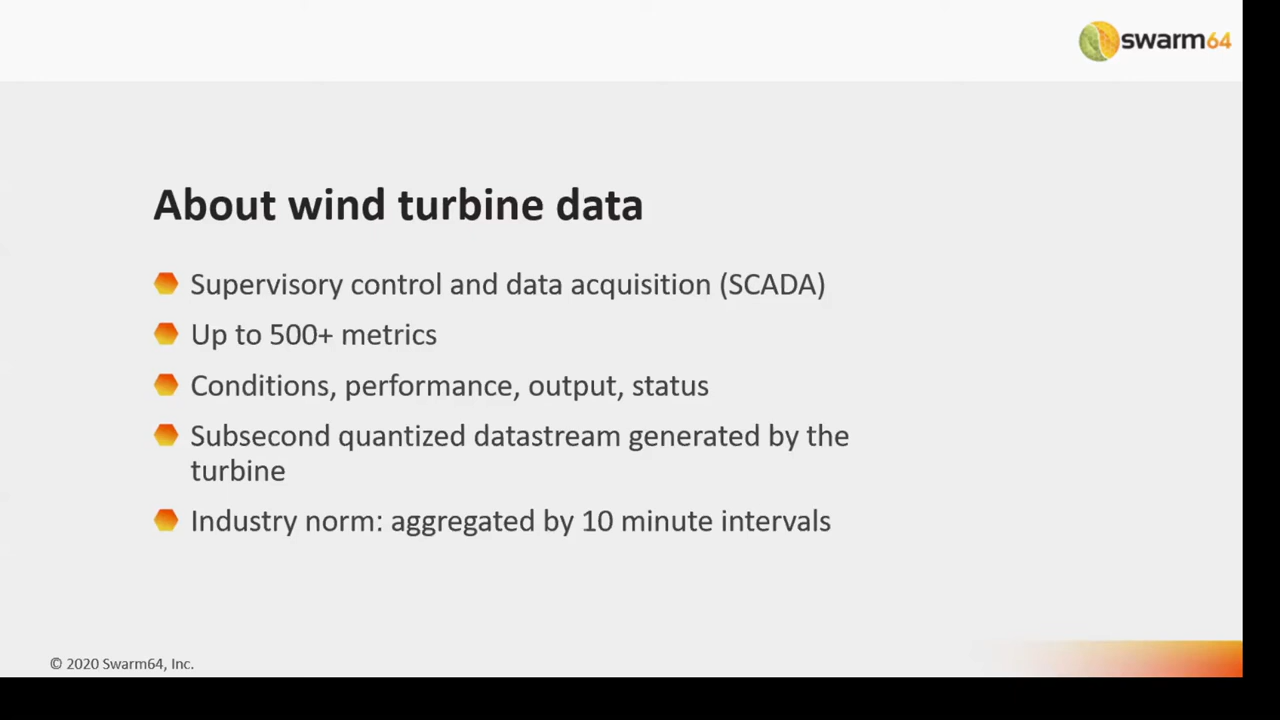 swarm64
About wind turbine data
Supervisory control and data acquisition (SCADA)
Up to 500+ metrics
Conditions, performance, output, status
Subsecond quantized datastream generated by the
turbine
Industry norm: aggregated by 10 minute intervals
© 2020 Swarm64, Inc.